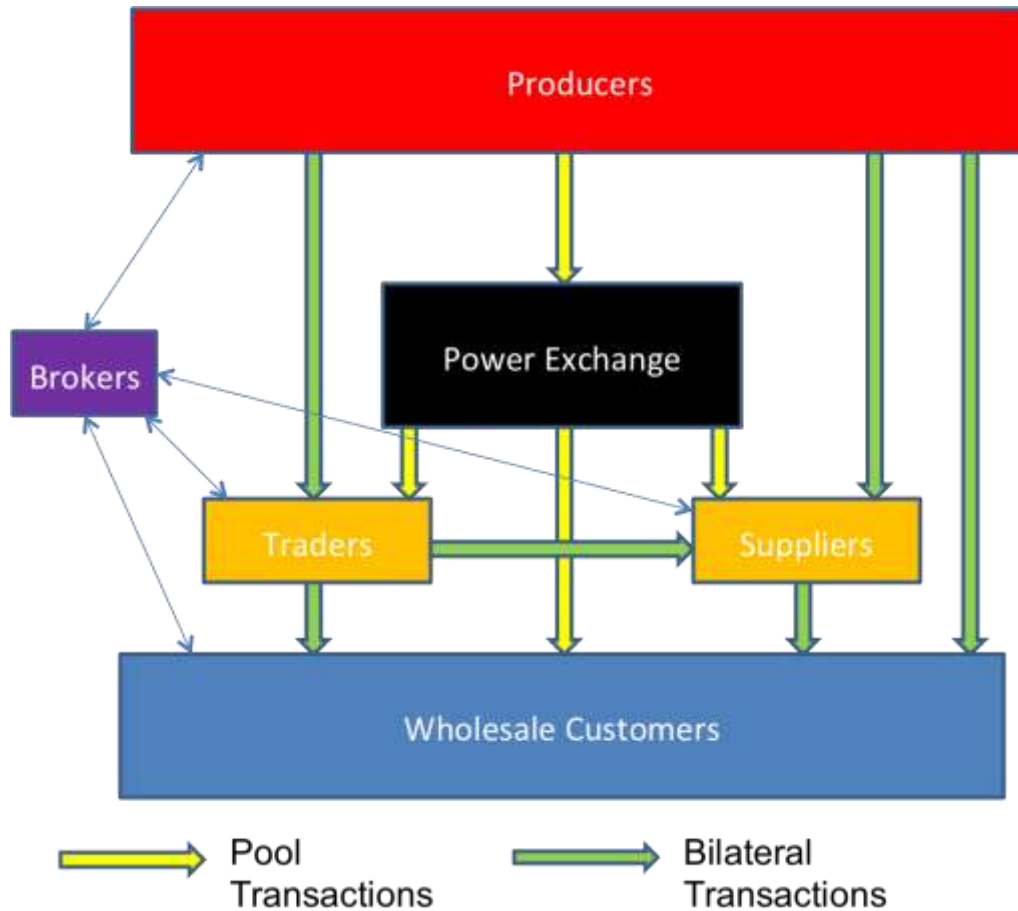 Producers
Power Exchange
Brokers
Traders
Suppliers
Wholesale Customers
Pool
Transactions
Bilateral
Transactions